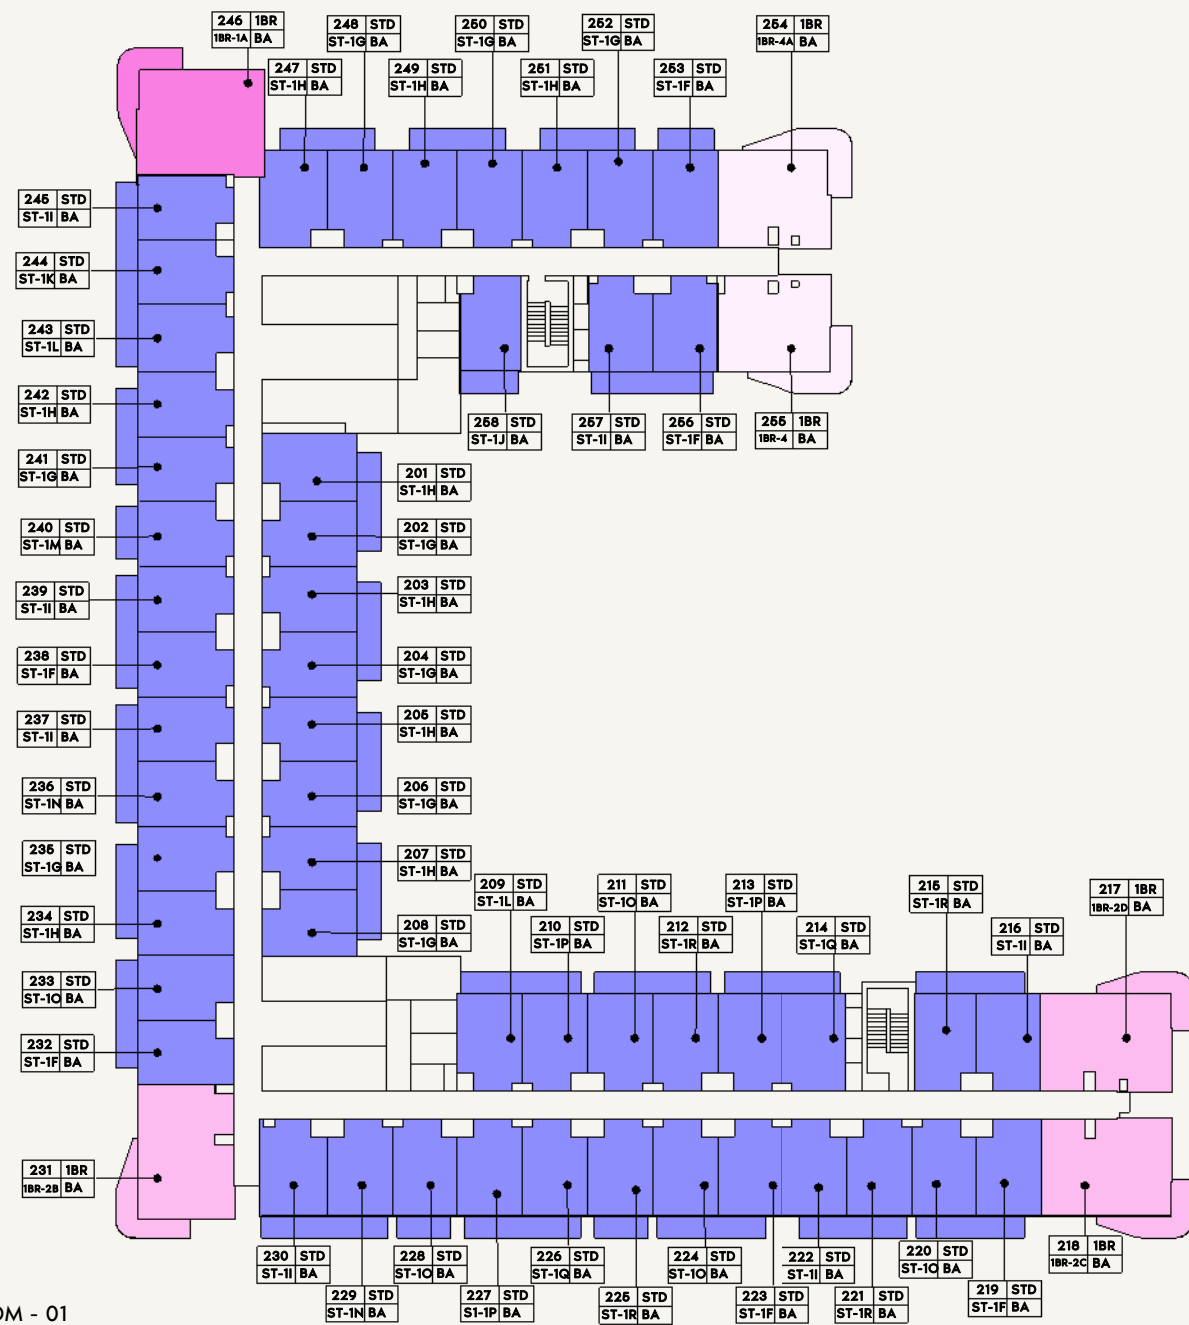 246 1BR
1BR-1A BA
248 STD
ST-1G BA
250 STD
ST-1G BA
252 STD
ST-1G BA
254 1BR
1BR-4A BA
247 STD
ST-1H BA
249 STD
ST-1H BA
251 STD
ST-1H BA
253 STD
ST-1F BA
245 STD
ST-1I BA
244 STD
ST-1K BA
243 STD
ST-1L BA
242 STD
ST-1H BA
241 STD
ST-1G BA
240 STD
ST-1M BA
239 STD
ST-1I BA
238 STD
ST-1F BA
237 STD
ST-1I BA
236 STD
ST-1N BA
235 STD
ST-1G BA
234 STD
ST-1H BA
233 STD
ST-1O BA
232 STD
ST-1F BA
231 1BR
1BR-2B BA
258 STD
ST-1J BA
257 STD
ST-1I BA
256 STD
ST-1F BA
255 1BR
1BR-4 BA
201 STD
ST-1H BA
202 STD
ST-1G BA
203 STD
ST-1H BA
204 STD
ST-1G BA
205 STD
ST-1H BA
206 STD
ST-1G BA
207 STD
ST-1H BA
208 STD
ST-1G BA
209 STD
ST-1L BA
211 STD
ST-1O BA
213 STD
ST-1P BA
215 STD
ST-1R BA
217 1BR
1BR-2D BA
210 STD
ST-1P BA
212 STD
ST-1R BA
214 STD
ST-1Q BA
216 STD
ST-1I BA
230 STD
ST-1I BA
228 STD
ST-1O BA
226 STD
ST-1Q BA
224 STD
ST-1O BA
222 STD
ST-1I BA
220 STD
ST-1O BA
218 1BR
1BR-2C BA
229 STD
ST-1N BA
227 STD
S1-1P BA
225 STD
ST-1R BA
223 STD
ST-1F BA
221 STD
ST-1R BA
219 STD
ST-1F BA
OM - 01